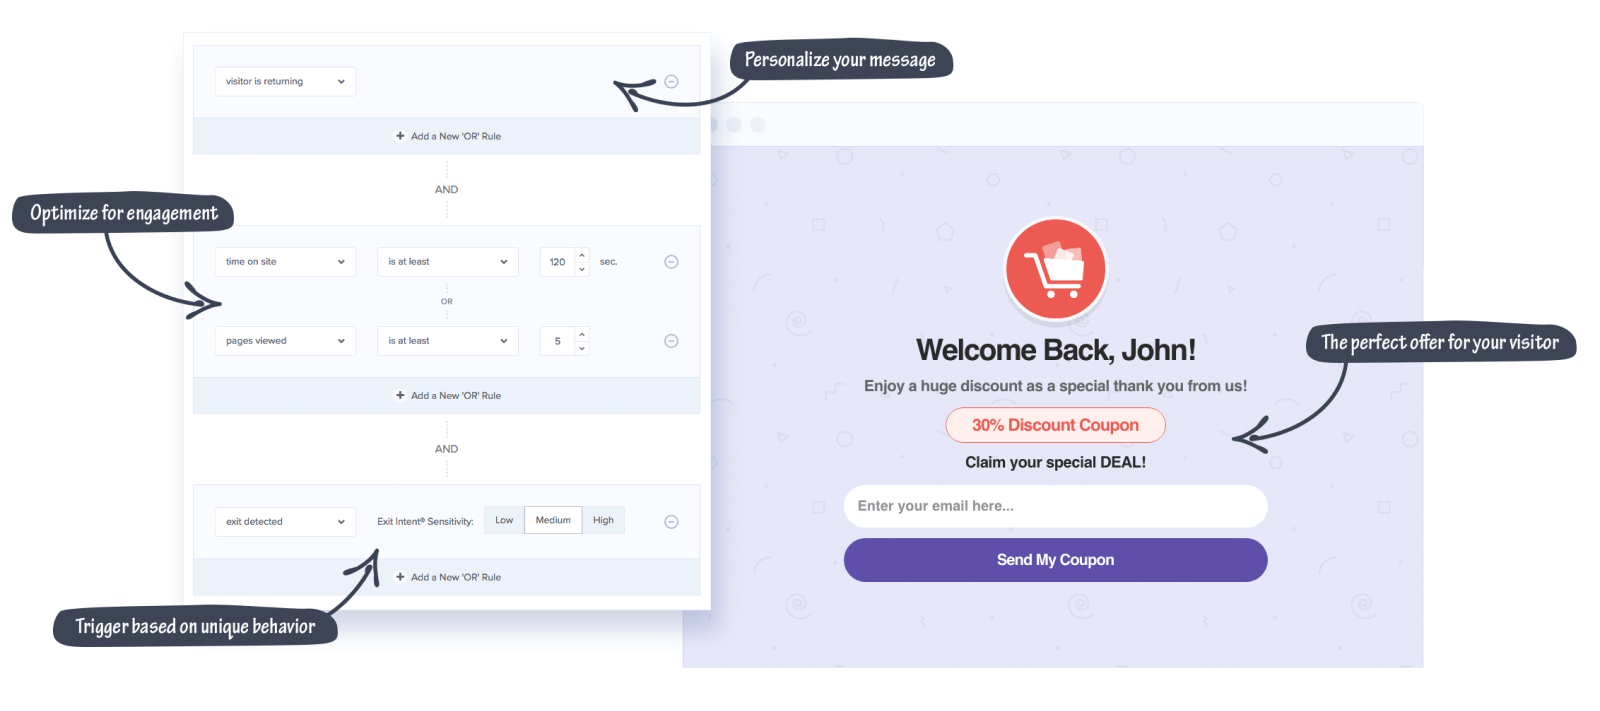 Personalize your message
visitor is returning
+ Add a New 'OR' Rule
AND
Optimize for engagement
time on site is at least 120 sec.
OR
pages viewed is at least 5
+ Add a New 'OR' Rule
AND
exit detected Exit Intent® Sensitivity: Low Medium High
+ Add a New 'OR' Rule
Trigger based on unique behavior
Welcome Back, John!
The perfect offer for your visitor
Enjoy a huge discount as a special thank you from us!
30% Discount Coupon
Claim your special DEAL!
Enter your email here...
Send My Coupon